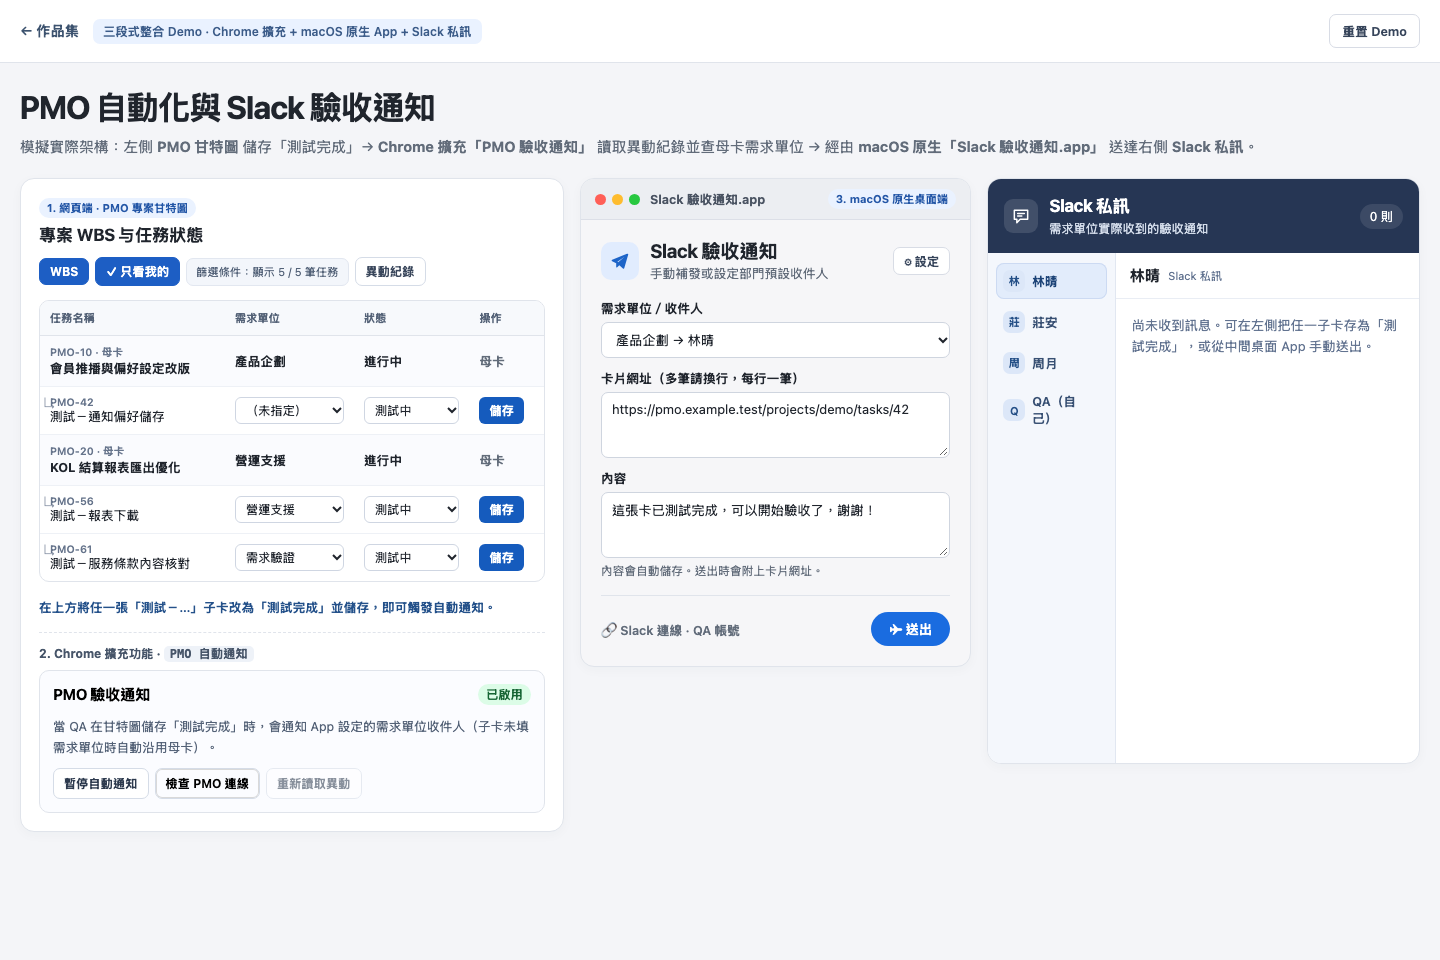 ← 作品集
三段式整合 Demo · Chrome 擴充 + macOS 原生 App + Slack 私訊
重置 Demo
PMO 自動化與 Slack 驗收通知
模擬實際架構：左側 PMO 甘特圖 儲存「測試完成」→ Chrome 擴充「PMO 驗收通知」 讀取異動紀錄並查母卡需求單位 → 經由 macOS 原生「Slack 驗收通知.app」 送達右側 Slack 私訊。
1. 網頁端 · PMO 專案甘特圖
專案 WBS 与任務狀態
WBS
✓ 只看我的
篩選條件：顯示 5 / 5 筆任務
異動紀錄
任務名稱 需求單位 狀態 操作
PMO-10 · 母卡
會員推播與偏好設定改版 產品企劃 進行中 母卡
PMO-42
測試－通知偏好儲存 （未指定） 測試中 儲存
PMO-20 · 母卡
KOL 結算報表匯出優化 營運支援 進行中 母卡
PMO-56
測試－報表下載 營運支援 測試中 儲存
PMO-61
測試－服務條款內容核對 需求驗證 測試中 儲存
在上方將任一張「測試－...」子卡改為「測試完成」並儲存，即可觸發自動通知。
2. Chrome 擴充功能 · PMO 自動通知
PMO 驗收通知
已啟用
當 QA 在甘特圖儲存「測試完成」時，會通知 App 設定的需求單位收件人（子卡未填
需求單位時自動沿用母卡）。
暫停自動通知
檢查 PMO 連線
重新讀取異動
Slack 驗收通知.app
3. macOS 原生桌面端
Slack 驗收通知
手動補發或設定部門預設收件人
⚙ 設定
需求單位 / 收件人
產品企劃 → 林晴
卡片網址（多筆請換行，每行一筆）
https://pmo.example.test/projects/demo/tasks/42
內容
這張卡已測試完成，可以開始驗收了，謝謝！
內容會自動儲存。送出時會附上卡片網址。
🔗 Slack 連線 · QA 帳號
✈ 送出
Slack 私訊
需求單位實際收到的驗收通知
0 則
林 林晴
莊 莊安
周 周月
Q QA（自
己）
林晴 Slack 私訊
尚未收到訊息。可在左側把任一子卡存為「測
試完成」，或從中間桌面 App 手動送出。